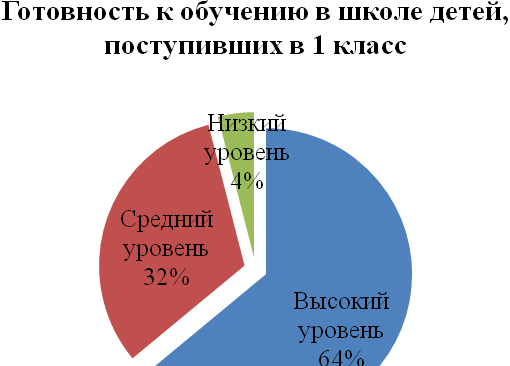 Готовность к обучению в школе детей,
поступивших в 1 класс
Низкий
уровень
4%
Средний
уровень
32%
Высокий
уровень
64%